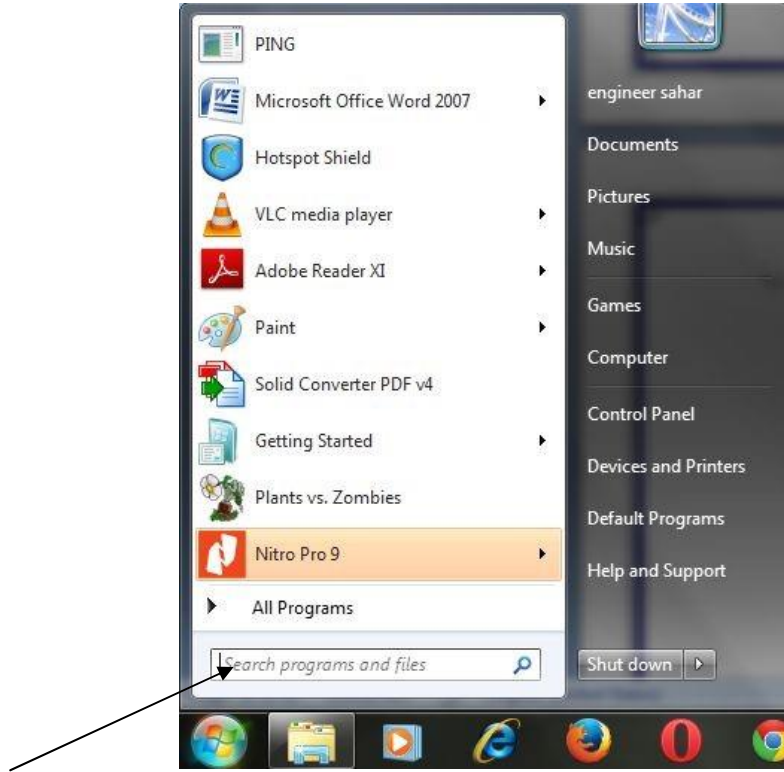 PING
Microsoft Office Word 2007
Hotspot Shield
VLC media player
Adobe Reader XI
Paint
Solid Converter PDF v4
Getting Started
Plants vs. Zombies
Nitro Pro 9
All Programs
Search programs and files
engineer sahar
Documents
Pictures
Music
Games
Computer
Control Panel
Devices and Printers
Default Programs
Help and Support
Shut down